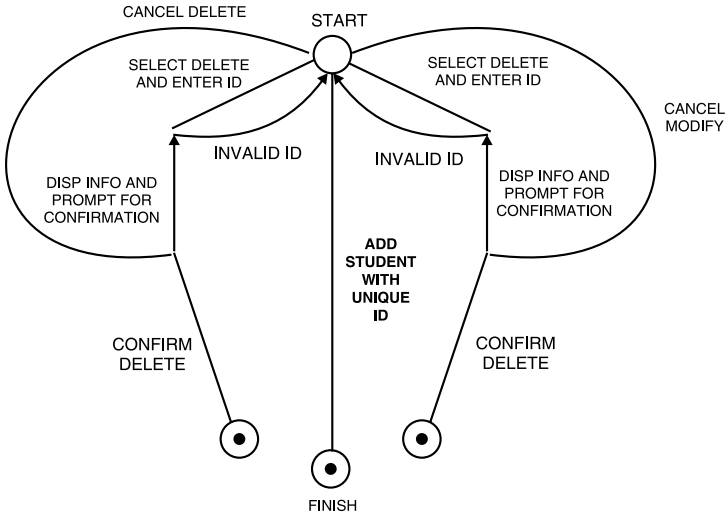 CANCEL DELETE
START
SELECT DELETE
AND ENTER ID
SELECT DELETE
AND ENTER ID
CANCEL
MODIFY
INVALID ID
INVALID ID
DISP INFO AND
PROMPT FOR
CONFIRMATION
DISP INFO AND
PROMPT FOR
CONFIRMATION
ADD
STUDENT
WITH
UNIQUE
ID
CONFIRM
DELETE
CONFIRM
DELETE
FINISH